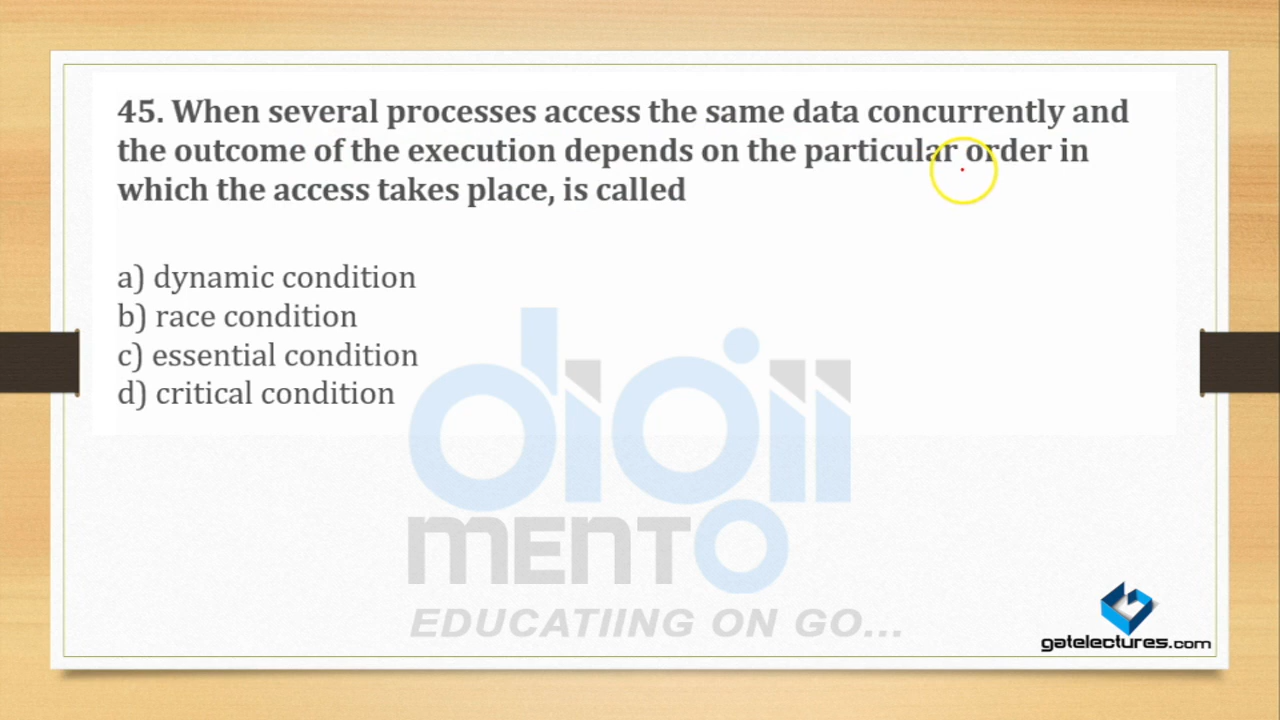 45. When several processes access the same data concurrently and
the outcome of the execution depends on the particular order in
which the access takes place, is called
a) dynamic condition
b) race condition
c) essential condition
d) critical condition
digii
MENTO
EDUCATIING ON GO...
gatelectures.com